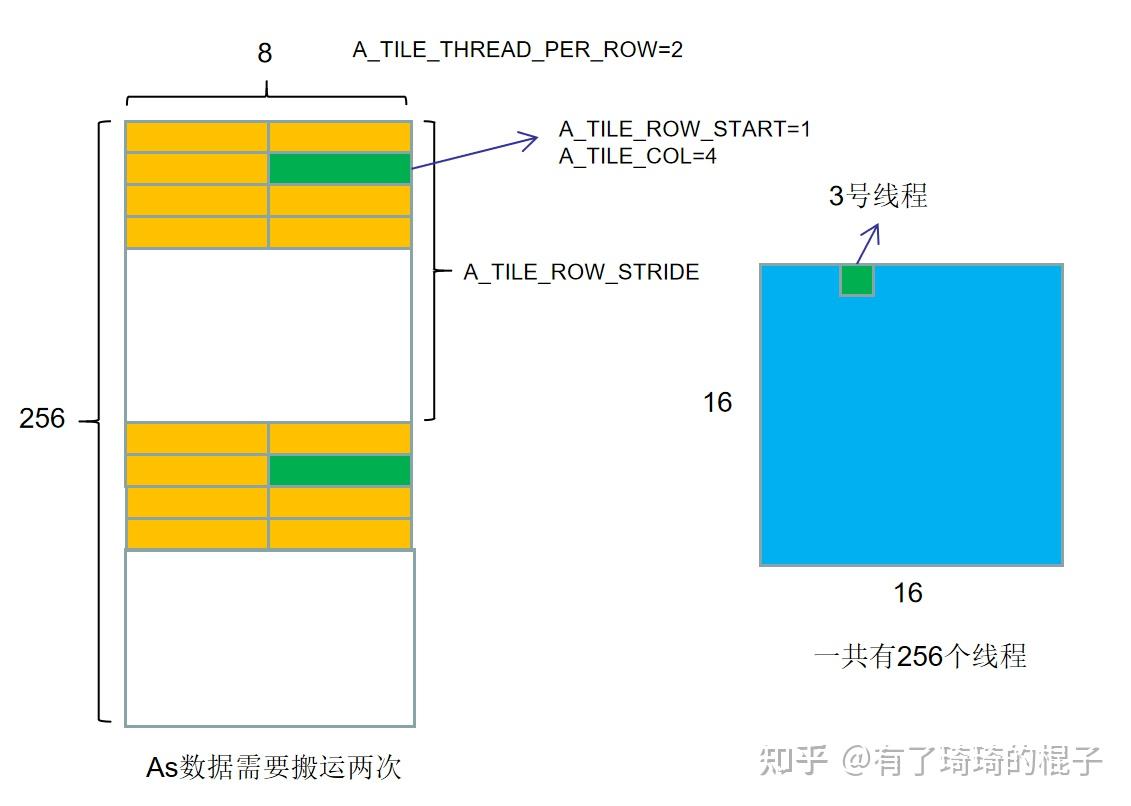 8
A_TILE_THREAD_PER_ROW=2
A_TILE_ROW_START=1
A_TILE_COL=4
3号线程
A_TILE_ROW_STRIDE
256
16
16
一共有256个线程
As数据需要搬运两次
知乎 @有了琦琦的棍子